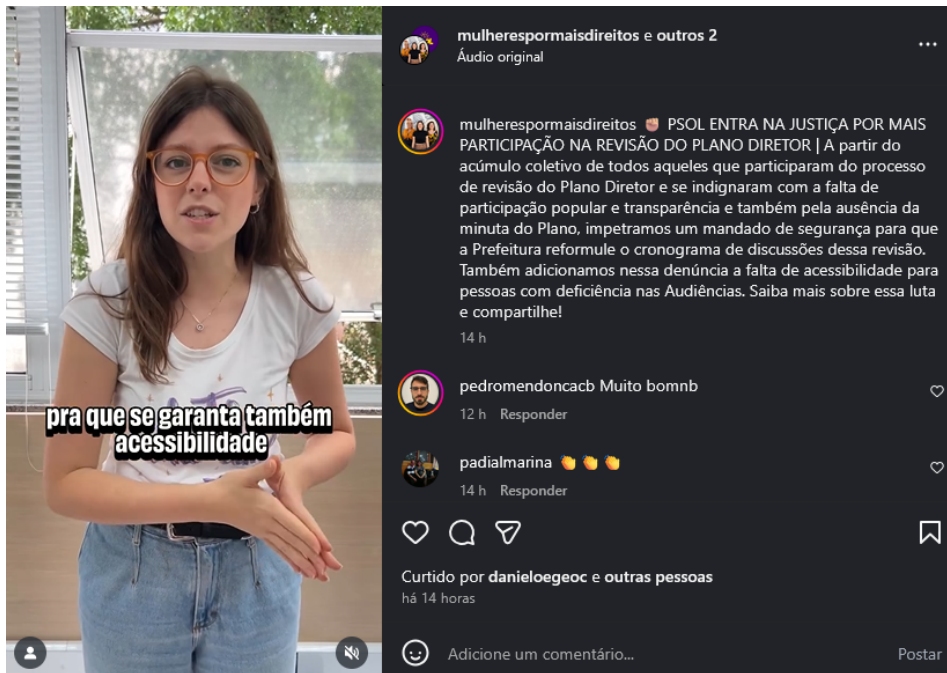 mulherespormaisdireitos e outros 2
Áudio original
mulherespormaisdireitos ✊🏽 PSOL ENTRA NA JUSTIÇA POR MAIS
PARTICIPAÇÃO NA REVISÃO DO PLANO DIRETOR | A partir do
acúmulo coletivo de todos aqueles que participaram do processo
de revisão do Plano Diretor e se indignaram com a falta de
participação popular e transparência e também pela ausência da
minuta do Plano, impetramos um mandado de segurança para que
a Prefeitura reformule o cronograma de discussões dessa revisão.
Também adicionamos nessa denúncia a falta de acessibilidade para
pessoas com deficiência nas Audiências. Saiba mais sobre essa luta
e compartilhe!
14 h
pedromendoncacb Muito bomnb
12 h Responder
padialmarina 👏👏👏
14 h Responder
Curtido por danieloegeoc e outras pessoas
há 14 horas
Adicione um comentário...
Postar
pra que se garanta também
acessibilidade